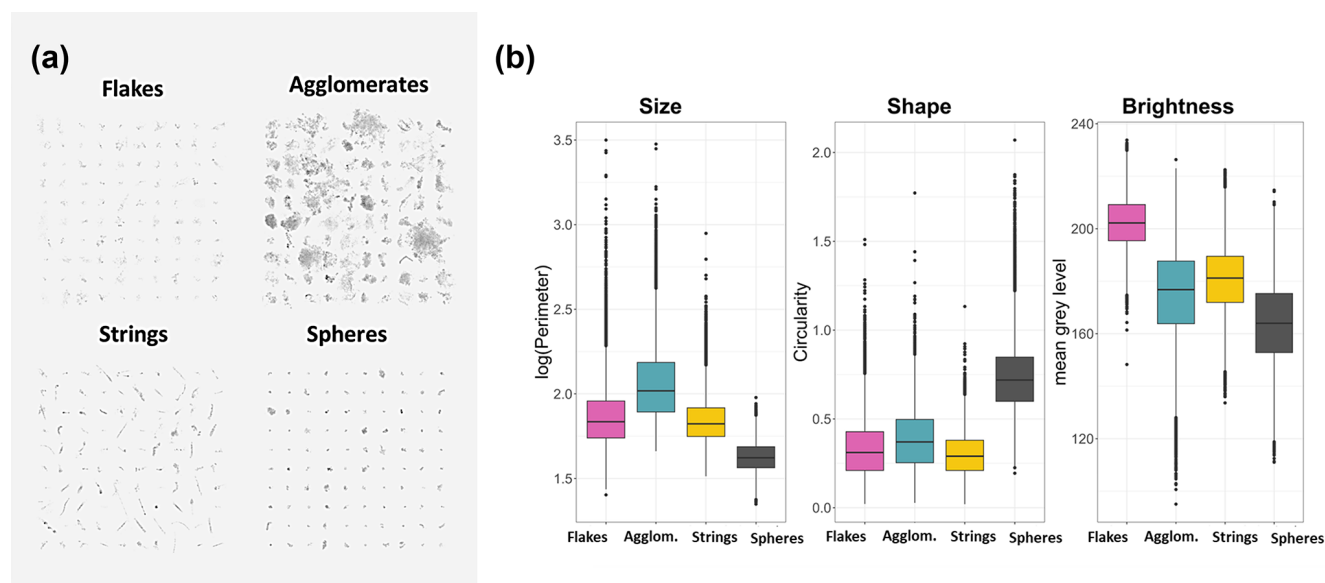 (a)
Flakes
Agglomerates
Strings
Spheres
(b)
Size
log(Perimeter)
3.5
3.0
2.5
2.0
1.5
Flakes Agglom. Strings Spheres
Shape
Circularity
2.0
1.5
1.0
0.5
0.0
Flakes Agglom. Strings Spheres
Brightness
mean grey level
240
200
160
120
Flakes Agglom. Strings Spheres